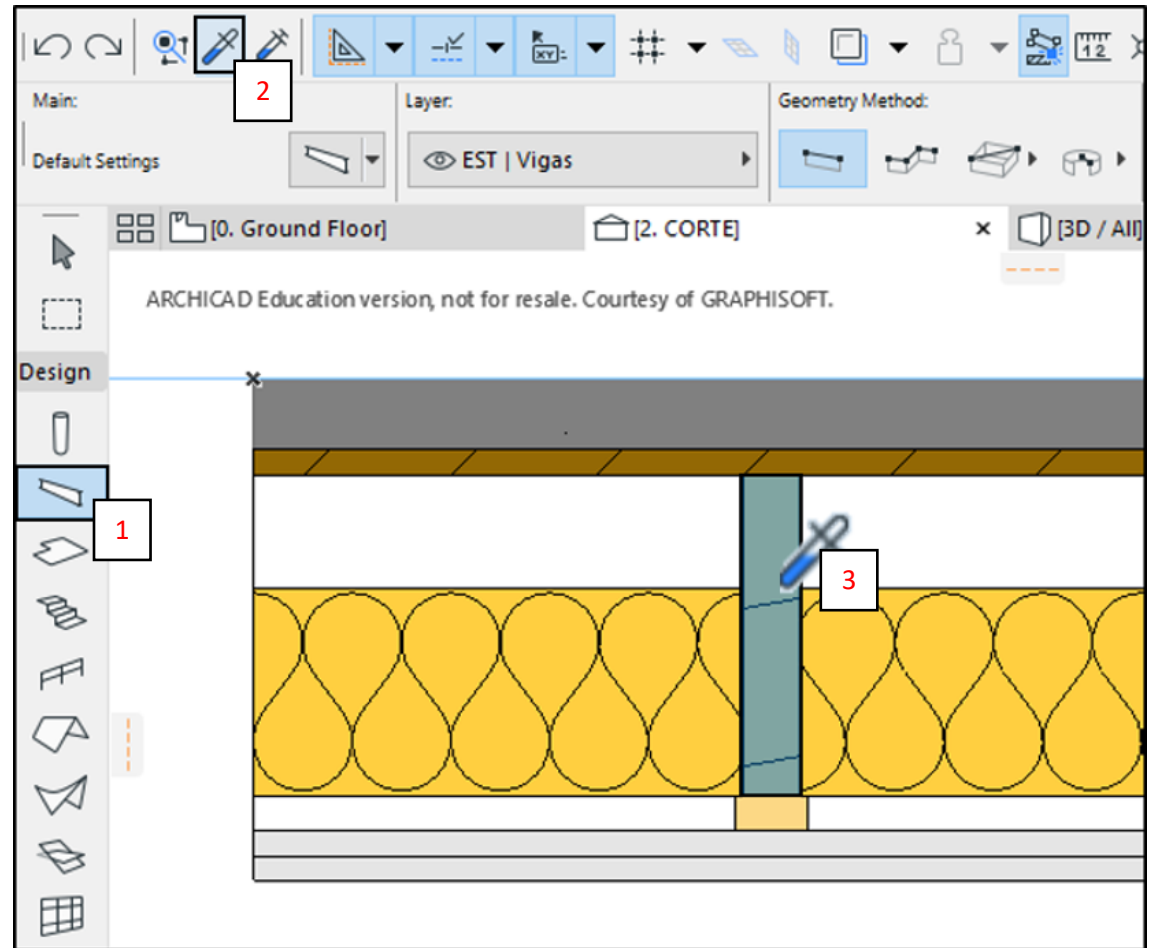 2
12
Main:
Layer:
Geometry Method:
Default Settings
EST | Vigas
[0. Ground Floor]
[2. CORTE]
[3D / All]
ARCHICAD Education version, not for resale. Courtesy of GRAPHISOFT.
Design
1
3